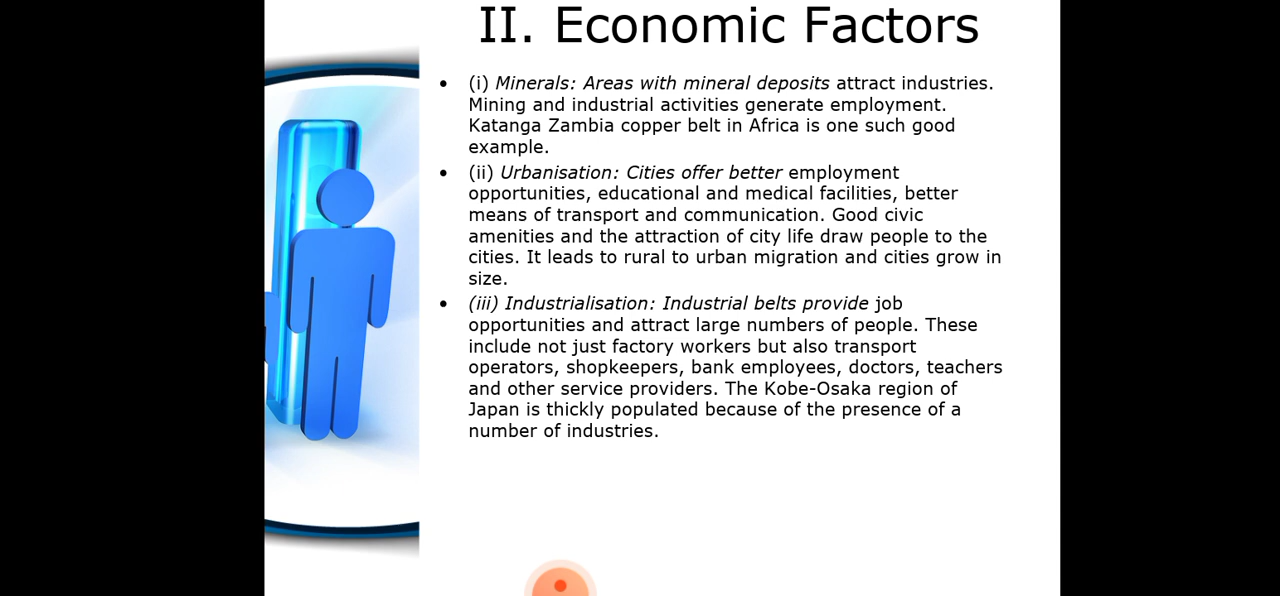 II. Economic Factors
• (i) Minerals: Areas with mineral deposits attract industries.
Mining and industrial activities generate employment.
Katanga Zambia copper belt in Africa is one such good
example.
• (ii) Urbanisation: Cities offer better employment
opportunities, educational and medical facilities, better
means of transport and communication. Good civic
amenities and the attraction of city life draw people to the
cities. It leads to rural to urban migration and cities grow in
size.
• (iii) Industrialisation: Industrial belts provide job
opportunities and attract large numbers of people. These
include not just factory workers but also transport
operators, shopkeepers, bank employees, doctors, teachers
and other service providers. The Kobe-Osaka region of
Japan is thickly populated because of the presence of a
number of industries.